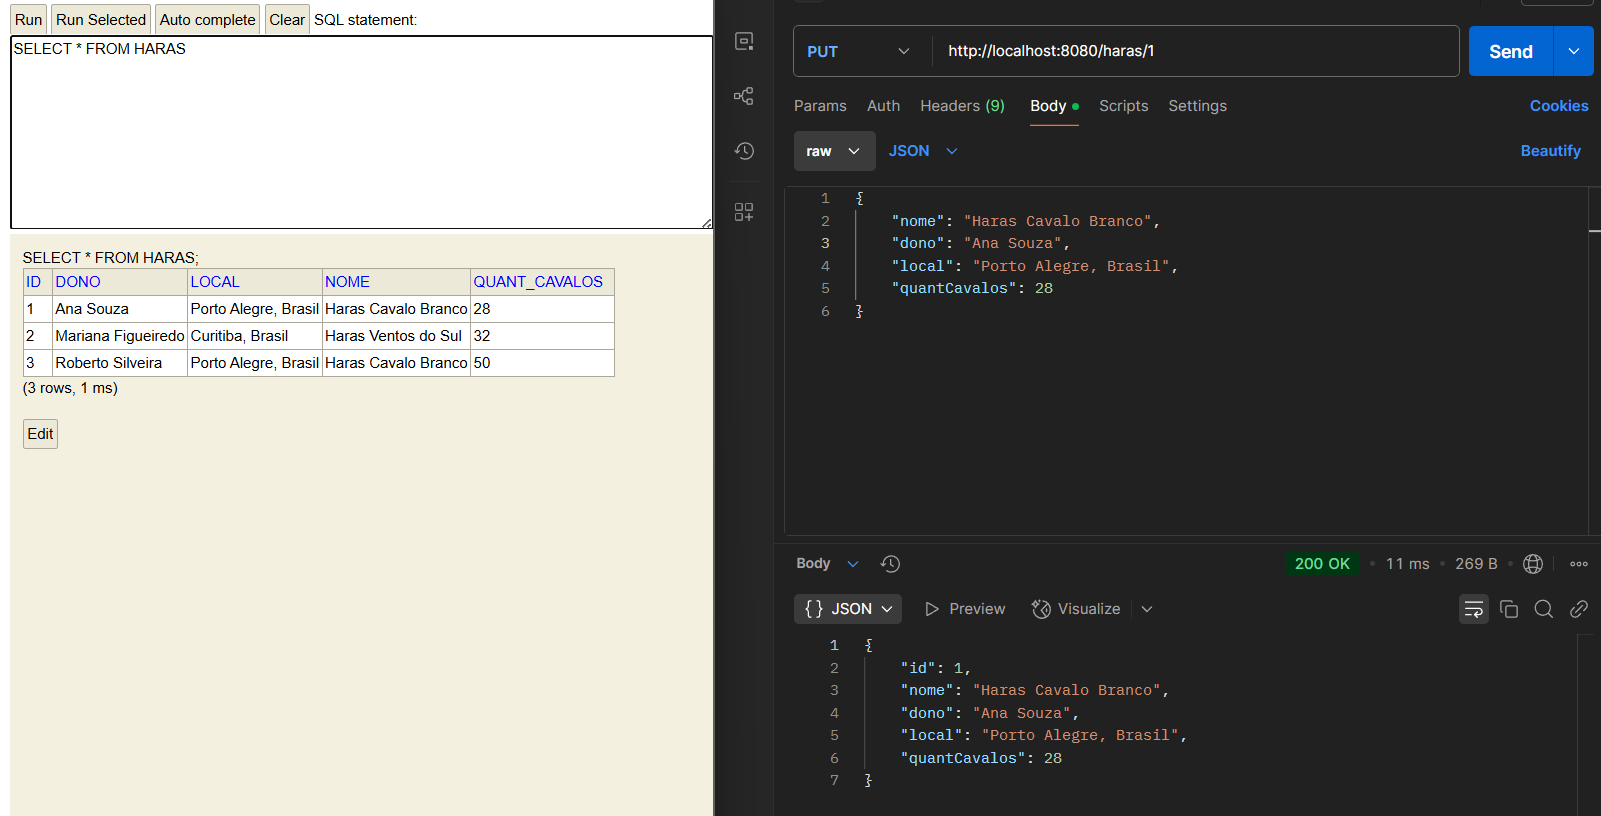 Run Run Selected Auto complete Clear SQL statement:
SELECT * FROM HARAS
SELECT * FROM HARAS;
ID DONO LOCAL NOME QUANT_CAVALOS
1 Ana Souza Porto Alegre, Brasil Haras Cavalo Branco 28
2 Mariana Figueiredo Curitiba, Brasil Haras Ventos do Sul 32
3 Roberto Silveira Porto Alegre, Brasil Haras Cavalo Branco 50
(3 rows, 1 ms)
Edit
PUT http://localhost:8080/haras/1 Send
Params Auth Headers (9) Body Scripts Settings Cookies
raw JSON Beautify
1 {
2 "nome": "Haras Cavalo Branco",
3 "dono": "Ana Souza",
4 "local": "Porto Alegre, Brasil",
5 "quantCavalos": 28
6 }
Body 200 OK • 11 ms • 269 B •
{} JSON Preview Visualize
1 {
2 "id": 1,
3 "nome": "Haras Cavalo Branco",
4 "dono": "Ana Souza",
5 "local": "Porto Alegre, Brasil",
6 "quantCavalos": 28
7 }